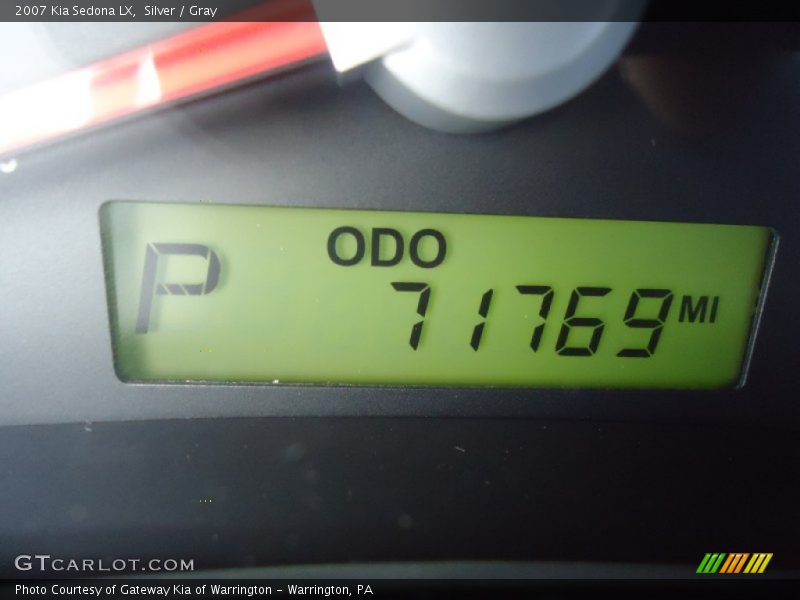 2007 Kia Sedona LX,  Silver / Gray
ODO
P 71769 MI
GTCARLOT.COM
Photo Courtesy of Gateway Kia of Warrington - Warrington, PA